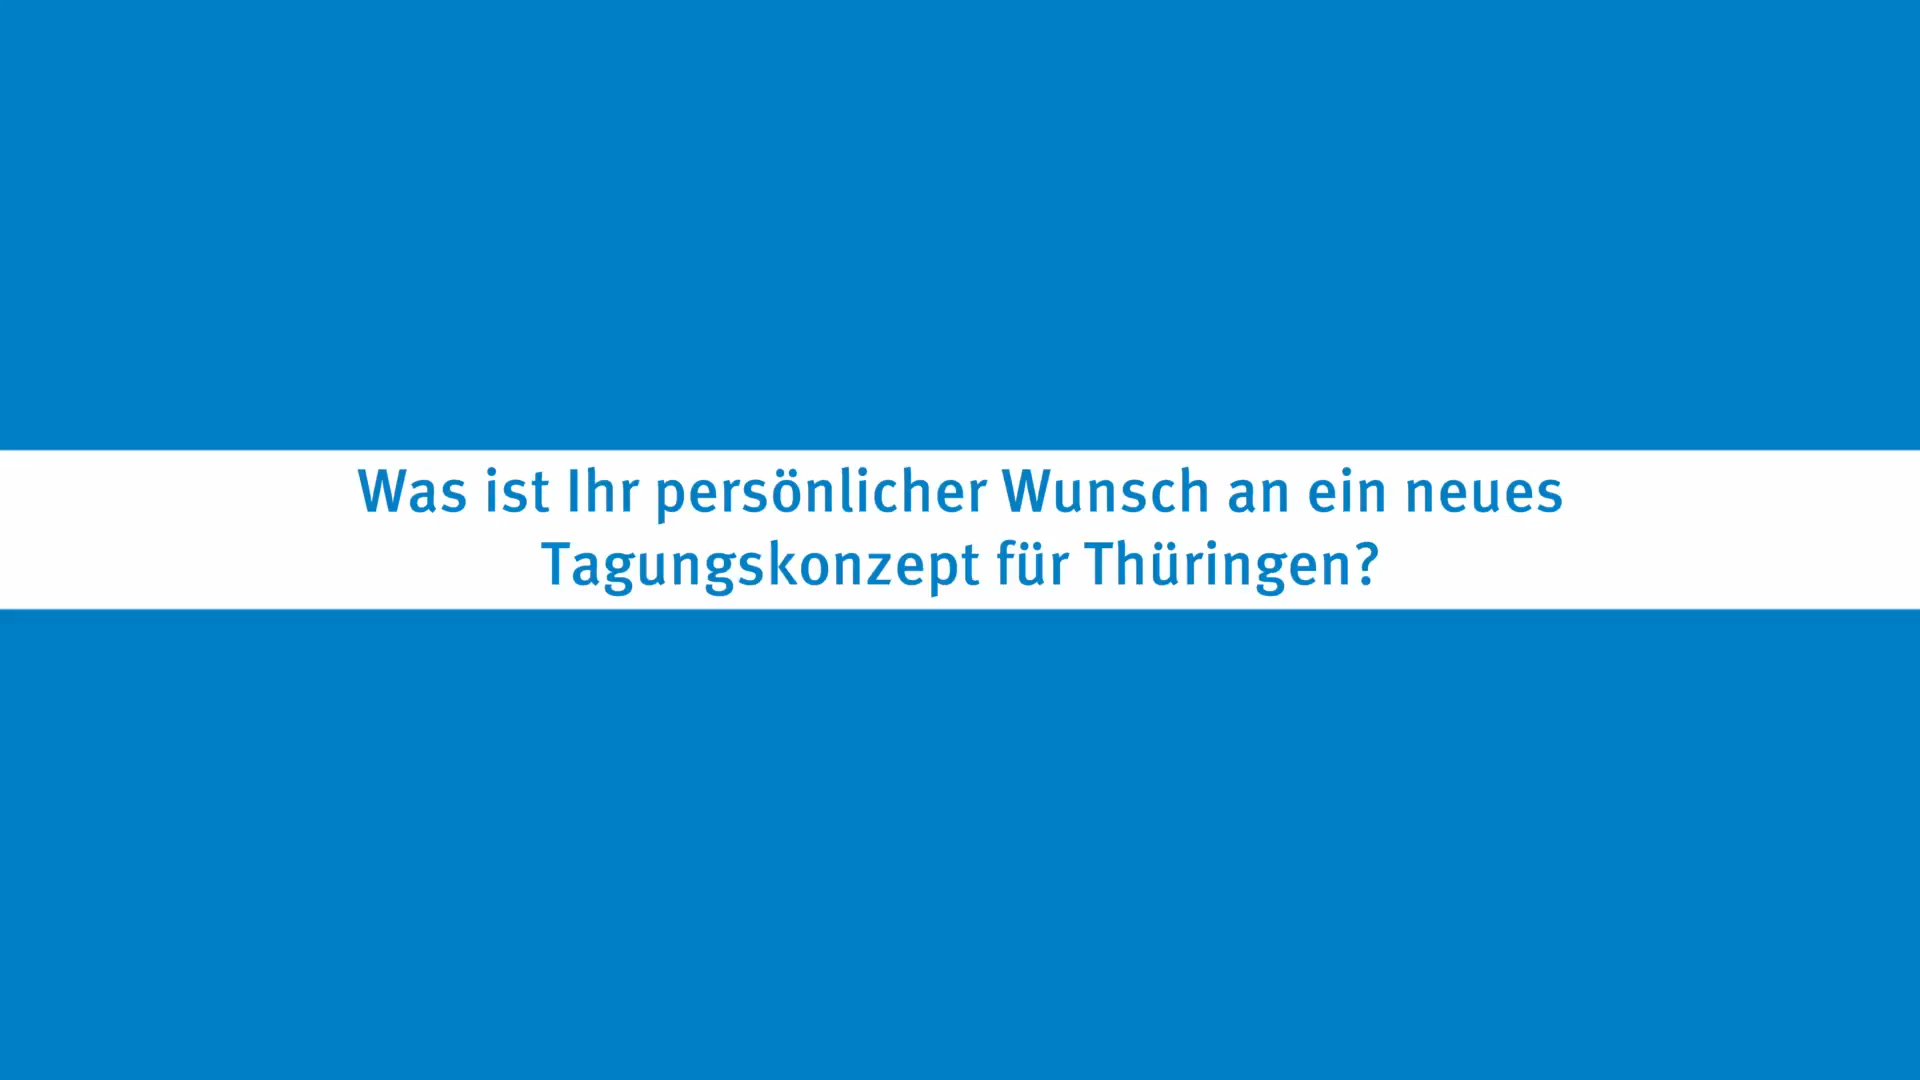 Was ist Ihr persönlicher Wunsch an ein neues
Tagungskonzept für Thüringen?